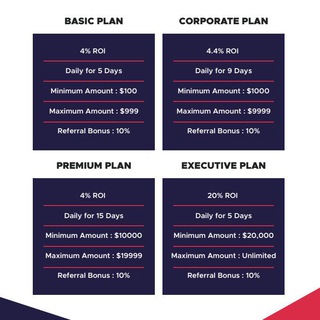 BASIC PLAN
4% ROI
Daily for 5 Days
Minimum Amount : $100
Maximum Amount : $999
Referral Bonus : 10%
CORPORATE PLAN
4.4% ROI
Daily for 9 Days
Minimum Amount : $1000
Maximum Amount : $9999
Referral Bonus : 10%
PREMIUM PLAN
4% ROI
Daily for 15 Days
Minimum Amount : $10000
Maximum Amount : $19999
Referral Bonus : 10%
EXECUTIVE PLAN
20% ROI
Daily for 5 Days
Minimum Amount : $20,000
Maximum Amount : Unlimited
Referral Bonus : 10%